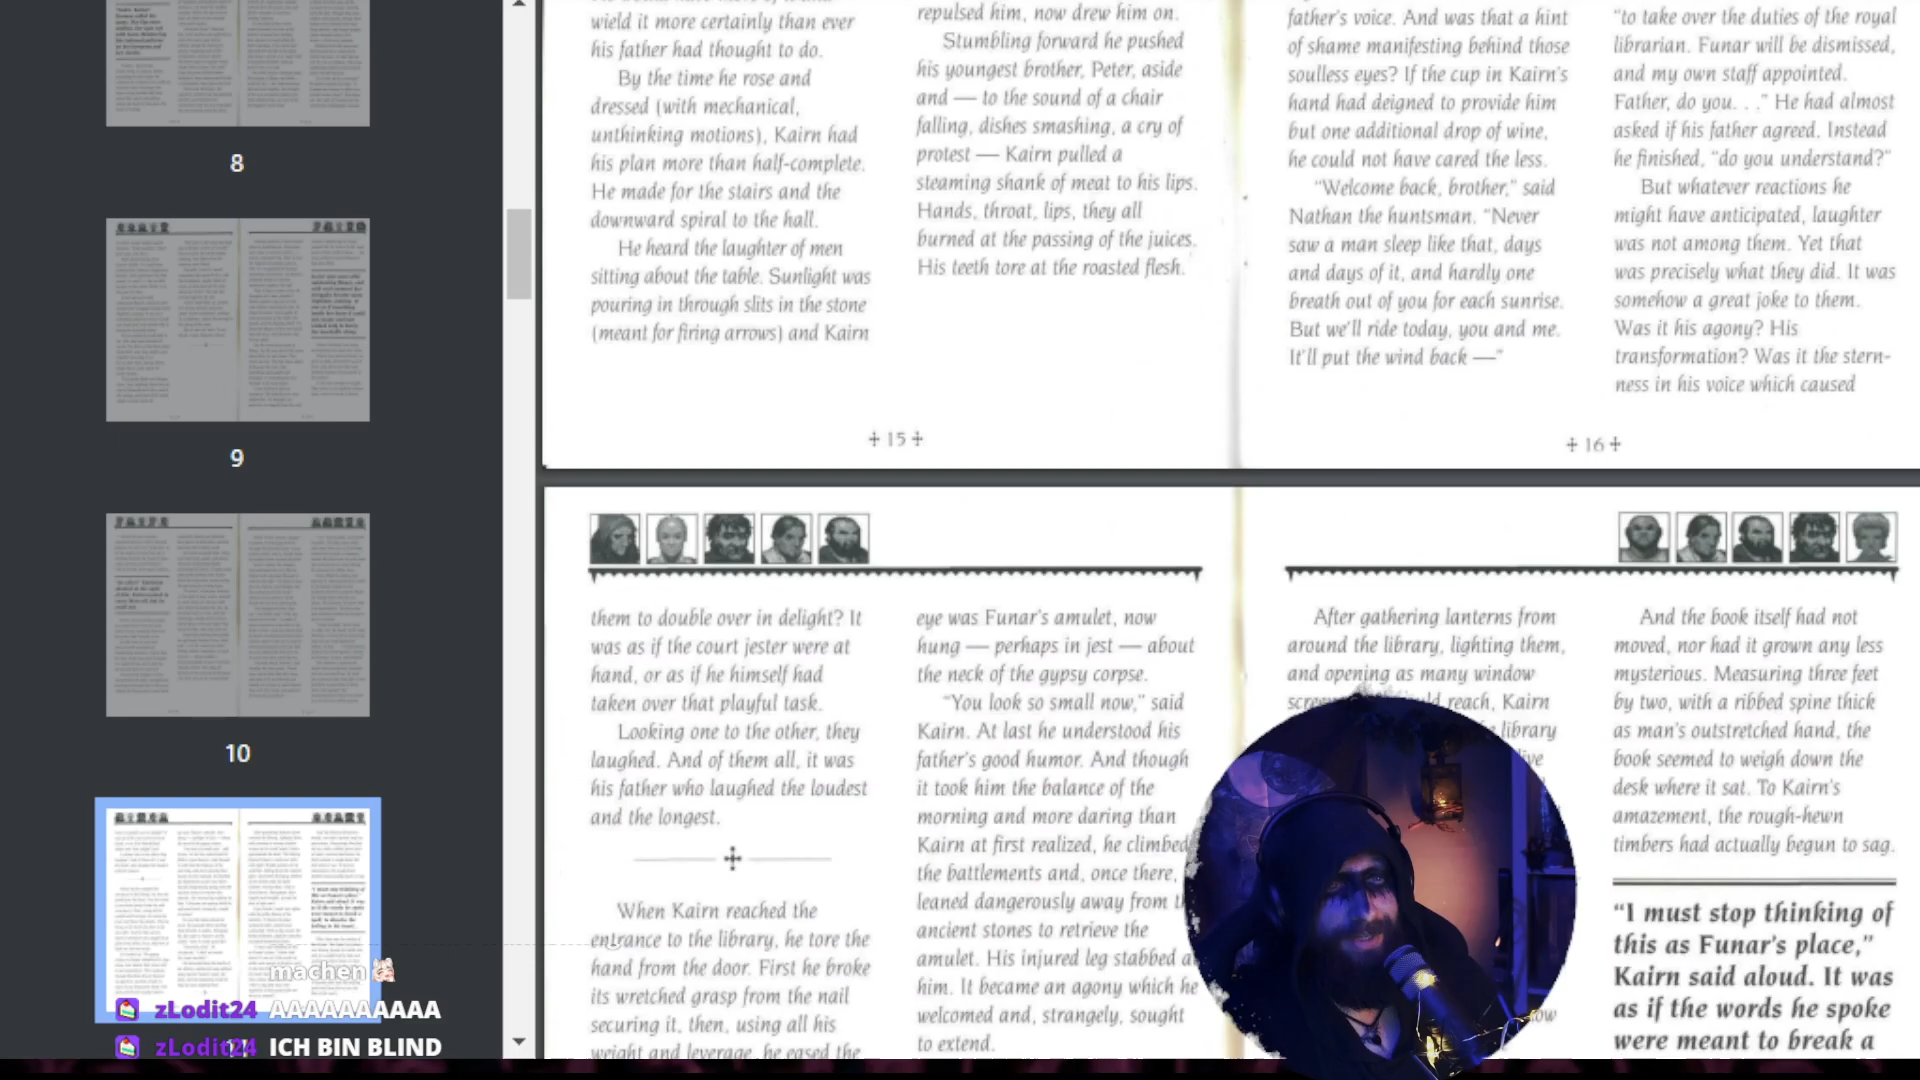 8
9
10
wield it more certainly than ever
his father had thought to do.
By the time he rose and
dressed (with mechanical,
unthinking motions), Kairn had
his plan more than half-complete.
He made for the stairs and the
downward spiral to the hall.
He heard the laughter of men
sitting about the table. Sunlight was
pouring in through slits in the stone
(meant for firing arrows) and Kairn
repulsed him, now drew him on.
Stumbling forward he pushed
his youngest brother, Peter, aside
and — to the sound of a chair
falling, dishes smashing, a cry of
protest — Kairn pulled a
steaming shank of meat to his lips.
Hands, throat, lips, they all
burned at the passing of the juices.
His teeth tore at the roasted flesh.
15
father's voice. And was that a hint
of shame manifesting behind those
soulless eyes? If the cup in Kairn's
hand had deigned to provide him
but one additional drop of wine,
he could not have cared the less.
“Welcome back, brother,” said
Nathan the huntsman. “Never
saw a man sleep like that, days
and days of it, and hardly one
breath out of you for each sunrise.
But we'll ride today, you and me.
It'll put the wind back —”
“to take over the duties of the royal
librarian. Funar will be dismissed,
and my own staff appointed.
Father, do you. . .” He had almost
asked if his father agreed. Instead
he finished, “do you understand?”
But whatever reactions he
might have anticipated, laughter
was not among them. Yet that
was precisely what they did. It was
somehow a great joke to them.
Was it his agony? His
transformation? Was it the stern-
ness in his voice which caused
16
them to double over in delight? It
was as if the court jester were at
hand, or as if he himself had
taken over that playful task.
Looking one to the other, they
laughed. And of them all, it was
his father who laughed the loudest
and the longest.
When Kairn reached the
entrance to the library, he tore the
hand from the door. First he broke
its wretched grasp from the nail
securing it, then, using all his
weight and leverage, he eased the
eye was Funar's amulet, now
hung — perhaps in jest — about
the neck of the gypsy corpse.
“You look so small now,” said
Kairn. At last he understood his
father's good humor. And though
it took him the balance of the
morning and more daring than
Kairn at first realized, he climbed
the battlements and, once there,
leaned dangerously away from
ancient stones to retrieve the
amulet. His injured leg stabbed
him. It became an agony which he
welcomed and, strangely, sought
to extend.
After gathering lanterns from
around the library, lighting them,
and opening as many window
reach, Kairn
library
And the book itself had not
moved, nor had it grown any less
mysterious. Measuring three feet
by two, with a ribbed spine thick
as man's outstretched hand, the
book seemed to weigh down the
desk where it sat. To Kairn's
amazement, the rough-hewn
timbers had actually begun to sag.
“I must stop thinking of
this as Funar's place,”
Kairn said aloud. It was
as if the words he spoke
were meant to break a
machen
zLodit24 AAAAAAAAAA
zLodit24 ICH BIN BLIND